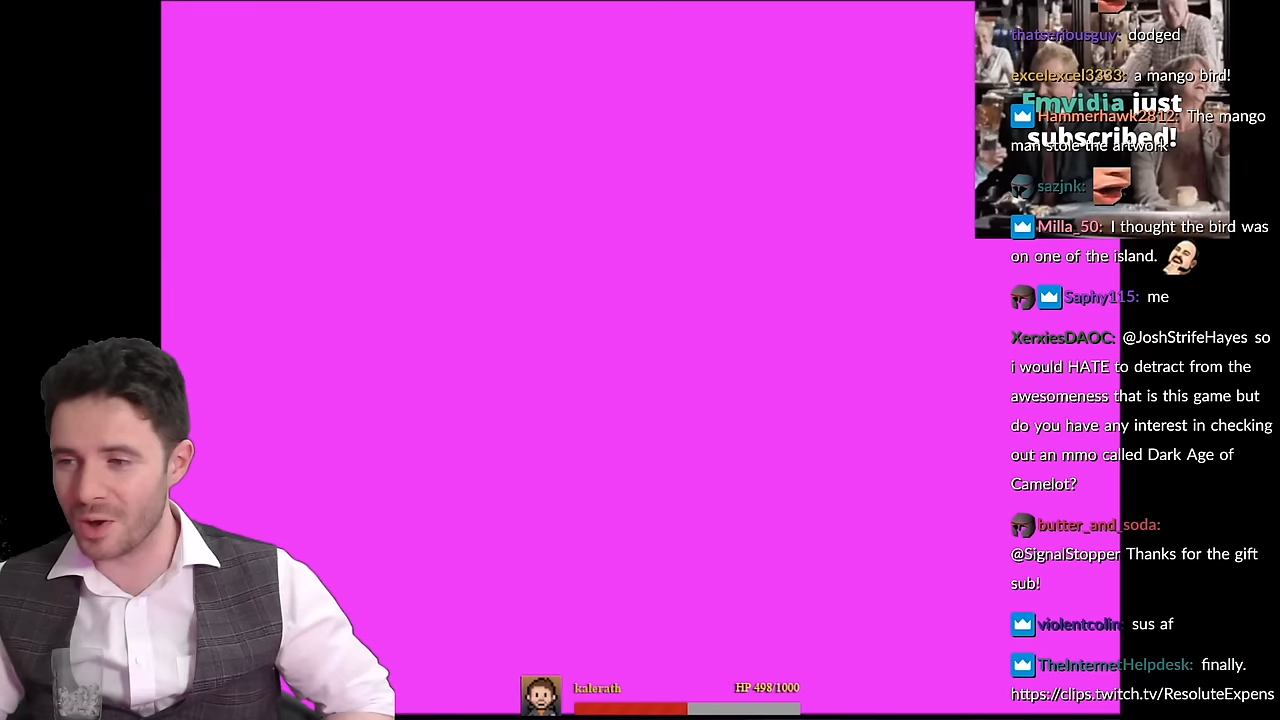 thatseriousguy: dodged
excelexcel3333: a mango bird!
Emvidia just
subscribed!
Hammerhawk2812: The mango
man stole the artwork
sazjnk:
Milla_50: I thought the bird was
on one of the island.
Saphy115: me
XerxiesDAOC: @JoshStrifeHayes so
i would HATE to detract from the
awesomeness that is this game but
do you have any interest in checking
out an mmo called Dark Age of
Camelot?
butter_and_soda:
@SignalStopper Thanks for the gift
sub!
violentcolin: sus af
TheInternetHelpdesk: finally.
https://clips.twitch.tv/ResoluteExpens
kalerath HP 498/1000